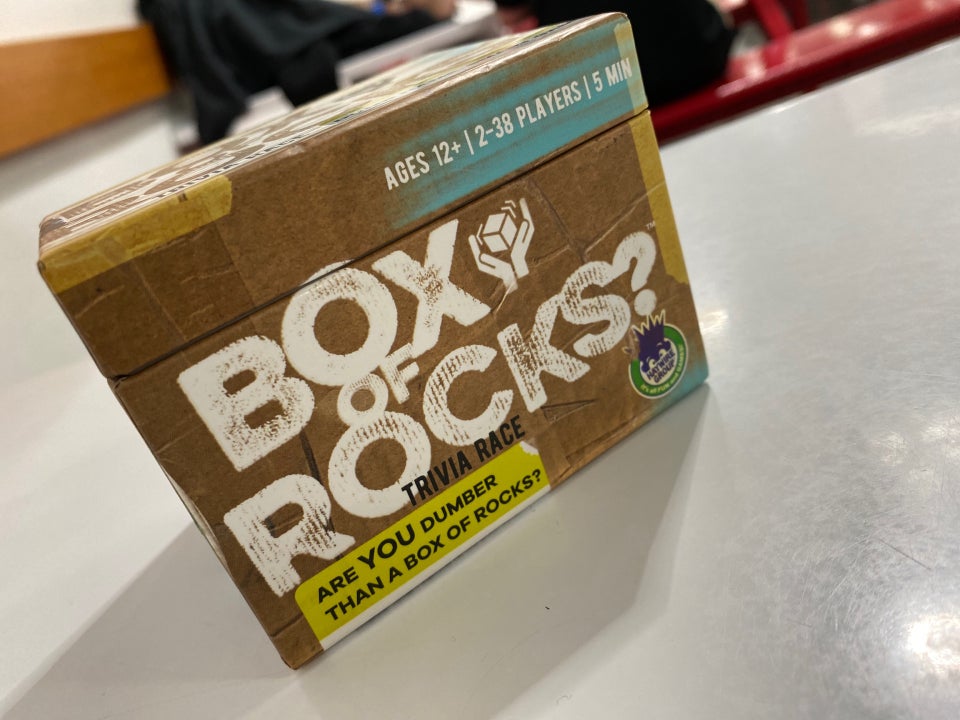 AGES 12+ | 2-38 PLAYERS | 5 MIN
BOX
OF
ROCKS?
TM
TRIVIA RACE
ARE YOU DUMBER
THAN A BOX OF ROCKS?